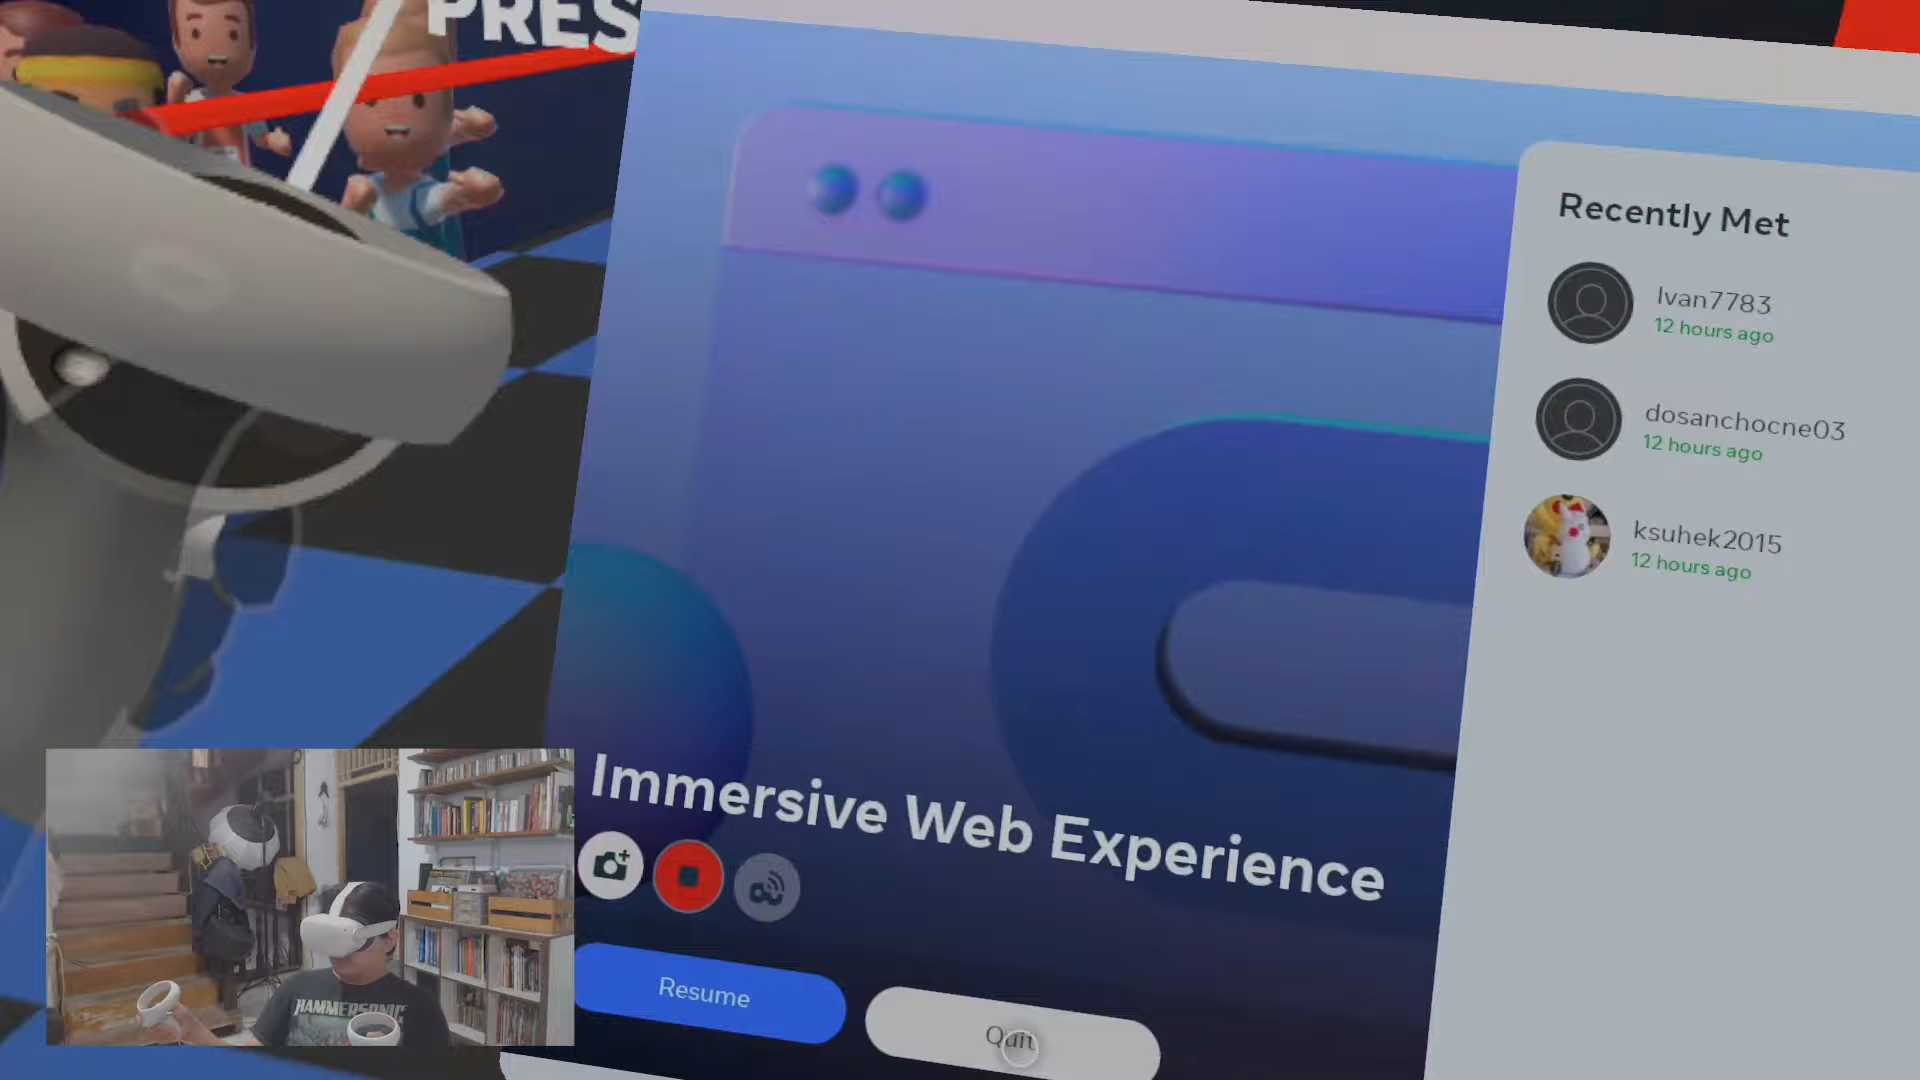 PRES
Recently Met
Ivan7783
12 hours ago
dosanchocne03
12 hours ago
ksuhek2015
12 hours ago
Immersive Web Experience
Resume
Quit
HAMMERSONIC